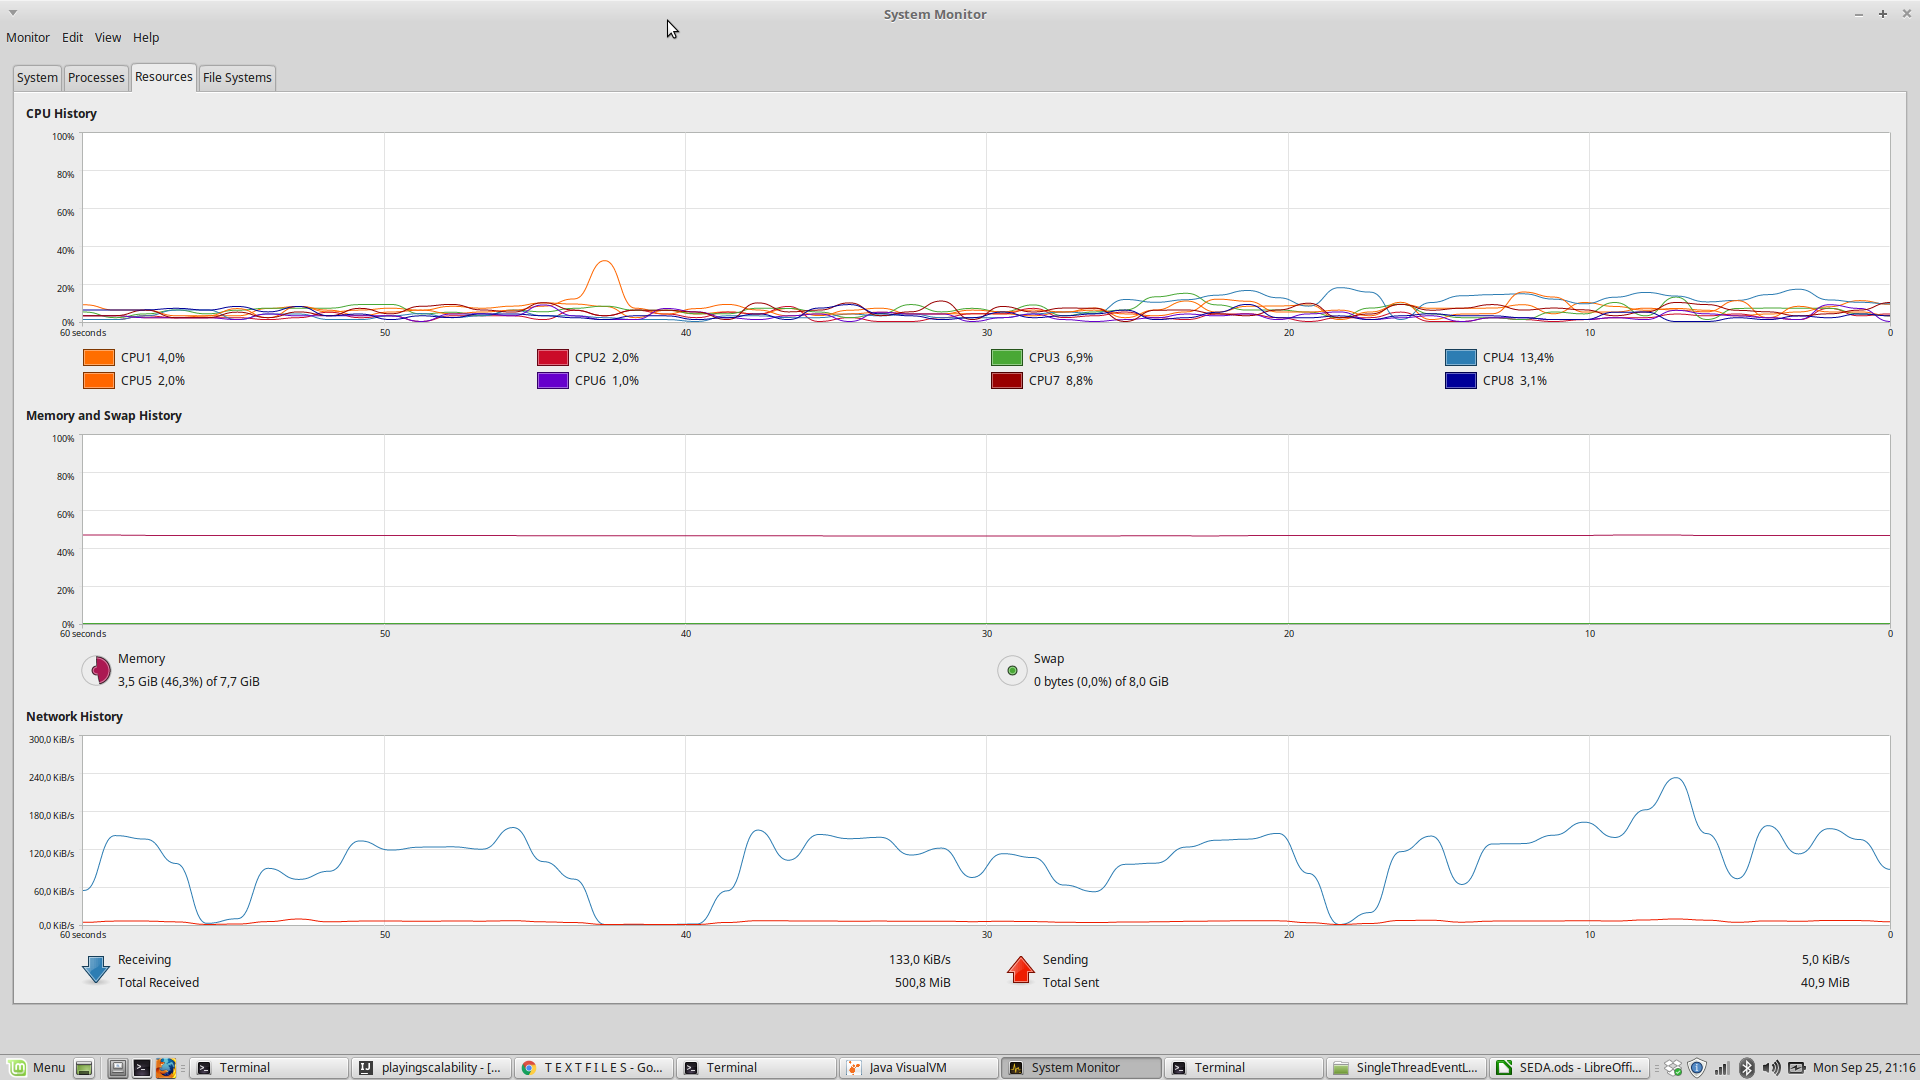 System Monitor
Monitor Edit View Help
System Processes Resources File Systems
CPU History
100%
80%
60%
40%
20%
0%
60 seconds 50 40 30 20 10 0
CPU1 4,0% CPU2 2,0% CPU3 6,9% CPU4 13,4%
CPU5 2,0% CPU6 1,0% CPU7 8,8% CPU8 3,1%
Memory and Swap History
100%
80%
60%
40%
20%
0%
60 seconds 50 40 30 20 10 0
Memory Swap
3,5 GiB (46,3%) of 7,7 GiB 0 bytes (0,0%) of 8,0 GiB
Network History
300,0 KiB/s
240,0 KiB/s
180,0 KiB/s
120,0 KiB/s
60,0 KiB/s
0,0 KiB/s
60 seconds 50 40 30 20 10 0
Receiving 133,0 KiB/s Sending 5,0 KiB/s
Total Received 500,8 MiB Total Sent 40,9 MiB
Menu Terminal playingscalability - [... T E X T F I L E S - Go... Terminal Java VisualVM System Monitor Terminal SingleThreadEventL... SEDA.ods - LibreOffi... Mon Sep 25, 21:16